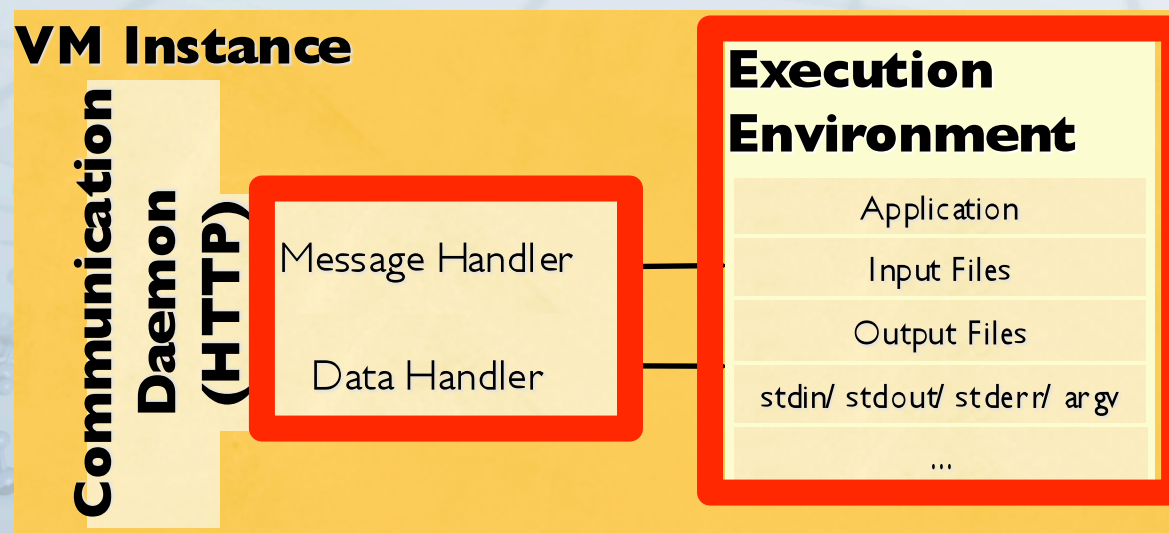 VM Instance
Communication
Daemon
(HTTP)
Message Handler
Data Handler
Execution
Environment
Application
Input Files
Output Files
stdin/ stdout/ stderr/ argv
...